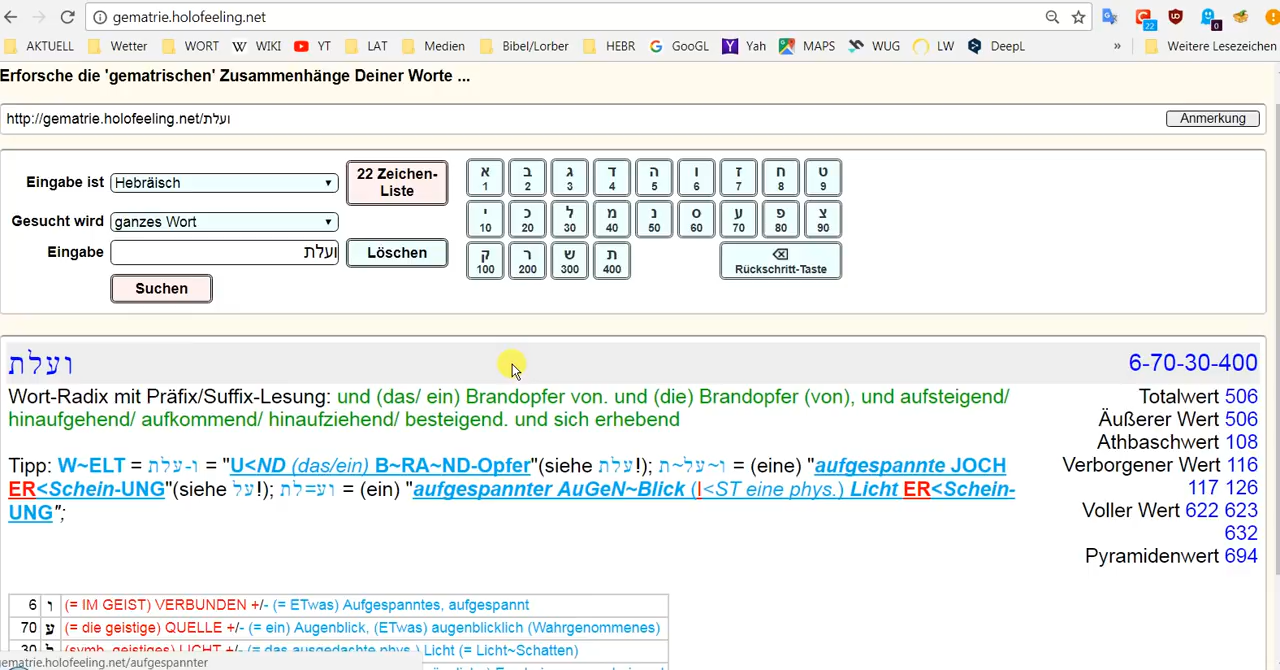 gematrie.holofeeling.net
22 0
AKTUELL Wetter WORT WIKI YT LAT Medien Bibel/Lorber HEBR GooGL Yah MAPS WUG LW DeepL » Weitere Lesezeichen
Erforsche die 'gematrischen' Zusammenhänge Deiner Worte ...
http://gematrie.holofeeling.net/ועלת Anmerkung
Eingabe ist Hebräisch
22 Zeichen-Liste
Gesucht wird ganzes Wort
Eingabe ועלת Löschen
Suchen
א ב ג ד ה ו ז ח ט
1 2 3 4 5 6 7 8 9
י כ ל מ נ ס ע פ צ
10 20 30 40 50 60 70 80 90
ק ר ש ת
100 200 300 400 Rückschritt-Taste
ועלת 6-70-30-400
Wort-Radix mit Präfix/Suffix-Lesung: und (das/ ein) Brandopfer von. und (die) Brandopfer (von), und aufsteigend/
hinaufgehend/ aufkommend/ hinaufziehend/ besteigend. und sich erhebend
Tipp: W~ELT = ו-עלת = "U<ND (das/ein) B~RA~ND-Opfer"(siehe עלת!); ו~על~ת = (eine) "aufgespannte JOCH
ER<Schein-UNG"(siehe על!); וע=לת = (ein) "aufgespannter AuGeN~Blick (I<ST eine phys.) Licht ER<Schein-
UNG";
Totalwert 506
Äußerer Wert 506
Athbaschwert 108
Verborgener Wert 116
117 126
Voller Wert 622 623
632
Pyramidenwert 694
6 ו (= IM GEIST) VERBUNDEN +/- (= ETwas) Aufgespanntes, aufgespannt
70 ע (= die geistige) QUELLE +/- (= ein) Augenblick, (ETwas) augenblicklich (Wahrgenommenes)
30 ל (symb. geistiges) LICHT +/- (= das ausgedachte phys.) Licht (= Licht~Schatten)
gematrie.holofeeling.net/aufgespannter